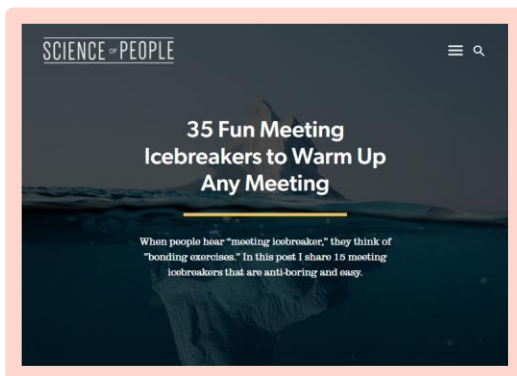 SCIENCE OF PEOPLE
35 Fun Meeting
Icebreakers to Warm Up
Any Meeting
When people hear “meeting icebreaker,” they think of
"bonding exercises." In this post I share 15 meeting
icebreakers that are anti-boring and easy.